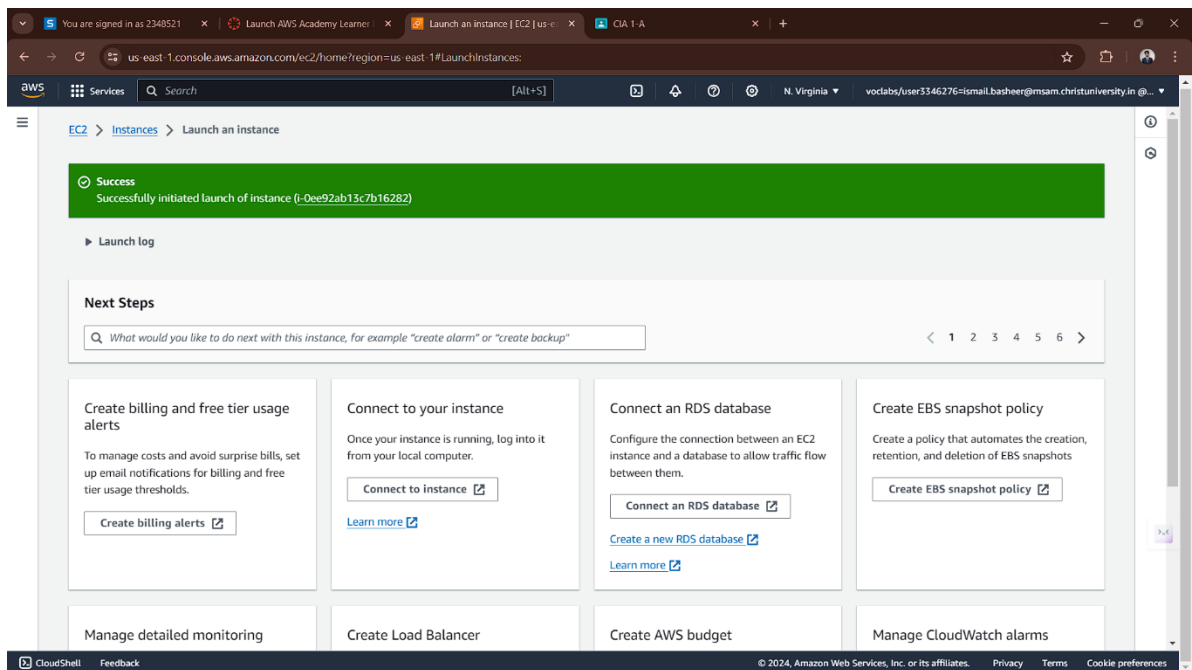 You are signed in as 2348521
Launch AWS Academy Learner
Launch an instance | EC2 | us-ea
CIA 1-A
us-east-1.console.aws.amazon.com/ec2/home?region=us-east-1#LaunchInstances:
aws
Services
Search
[Alt+S]
N. Virginia
voclabs/user3346276=ismail.basheer@msam.christuniversity.in @...
EC2 > Instances > Launch an instance
Success
Successfully initiated launch of instance (i-0ee92ab13c7b16282)
Launch log
Next Steps
What would you like to do next with this instance, for example "create alarm" or "create backup"
< 1 2 3 4 5 6 >
Create billing and free tier usage
alerts
To manage costs and avoid surprise bills, set
up email notifications for billing and free
tier usage thresholds.
Create billing alerts
Connect to your instance
Once your instance is running, log into it
from your local computer.
Connect to instance
Learn more
Connect an RDS database
Configure the connection between an EC2
instance and a database to allow traffic flow
between them.
Connect an RDS database
Create a new RDS database
Learn more
Create EBS snapshot policy
Create a policy that automates the creation,
retention, and deletion of EBS snapshots
Create EBS snapshot policy
Manage detailed monitoring
Create Load Balancer
Create AWS budget
Manage CloudWatch alarms
CloudShell
Feedback
© 2024, Amazon Web Services, Inc. or its affiliates.
Privacy
Terms
Cookie preferences